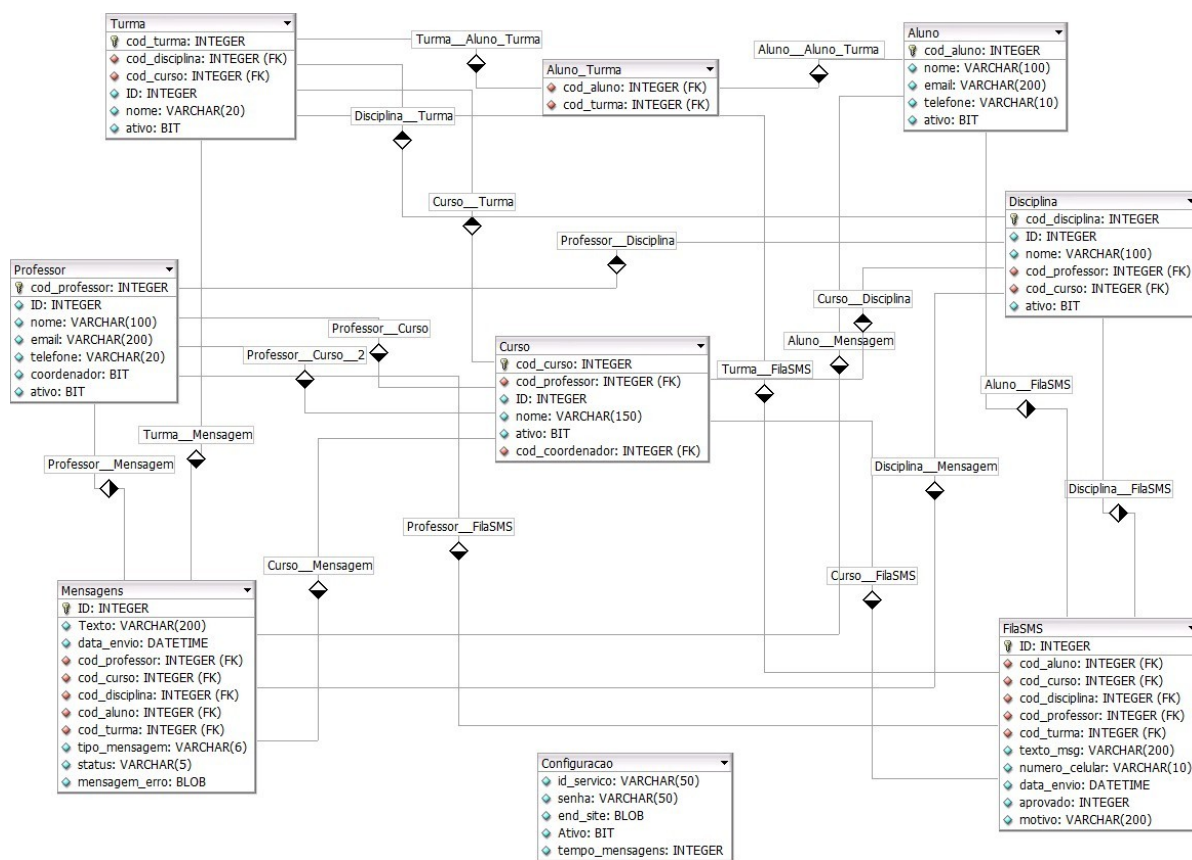 Turma
cod_turma: INTEGER
cod_disciplina: INTEGER (FK)
cod_curso: INTEGER (FK)
ID: INTEGER
nome: VARCHAR(20)
ativo: BIT
Turma__Aluno_Turma
Aluno_Turma
cod_aluno: INTEGER (FK)
cod_turma: INTEGER (FK)
Aluno__Aluno_Turma
Aluno
cod_aluno: INTEGER
nome: VARCHAR(100)
email: VARCHAR(200)
telefone: VARCHAR(10)
ativo: BIT
Disciplina__Turma
Curso__Turma
Disciplina
cod_disciplina: INTEGER
ID: INTEGER
nome: VARCHAR(100)
cod_professor: INTEGER (FK)
cod_curso: INTEGER (FK)
ativo: BIT
Professor__Disciplina
Professor
cod_professor: INTEGER
ID: INTEGER
nome: VARCHAR(100)
email: VARCHAR(200)
telefone: VARCHAR(20)
coordenador: BIT
ativo: BIT
Professor__Curso
Professor__Curso__2
Curso__Disciplina
Aluno__Mensagem
Turma__FilaSMS
Curso
cod_curso: INTEGER
cod_professor: INTEGER (FK)
ID: INTEGER
nome: VARCHAR(150)
ativo: BIT
cod_coordenador: INTEGER (FK)
Aluno__FilaSMS
Turma__Mensagem
Professor__Mensagem
Disciplina__Mensagem
Disciplina__FilaSMS
Professor__FilaSMS
Curso__Mensagem
Curso__FilaSMS
Mensagens
ID: INTEGER
Texto: VARCHAR(200)
data_envio: DATETIME
cod_professor: INTEGER (FK)
cod_curso: INTEGER (FK)
cod_disciplina: INTEGER (FK)
cod_aluno: INTEGER (FK)
cod_turma: INTEGER (FK)
tipo_mensagem: VARCHAR(6)
status: VARCHAR(5)
mensagem_erro: BLOB
FilaSMS
ID: INTEGER
cod_aluno: INTEGER (FK)
cod_curso: INTEGER (FK)
cod_disciplina: INTEGER (FK)
cod_professor: INTEGER (FK)
cod_turma: INTEGER (FK)
texto_msg: VARCHAR(200)
numero_celular: VARCHAR(10)
data_envio: DATETIME
aprovado: INTEGER
motivo: VARCHAR(200)
Configuracao
id_servico: VARCHAR(50)
senha: VARCHAR(50)
end_site: BLOB
Ativo: BIT
tempo_mensagens: INTEGER